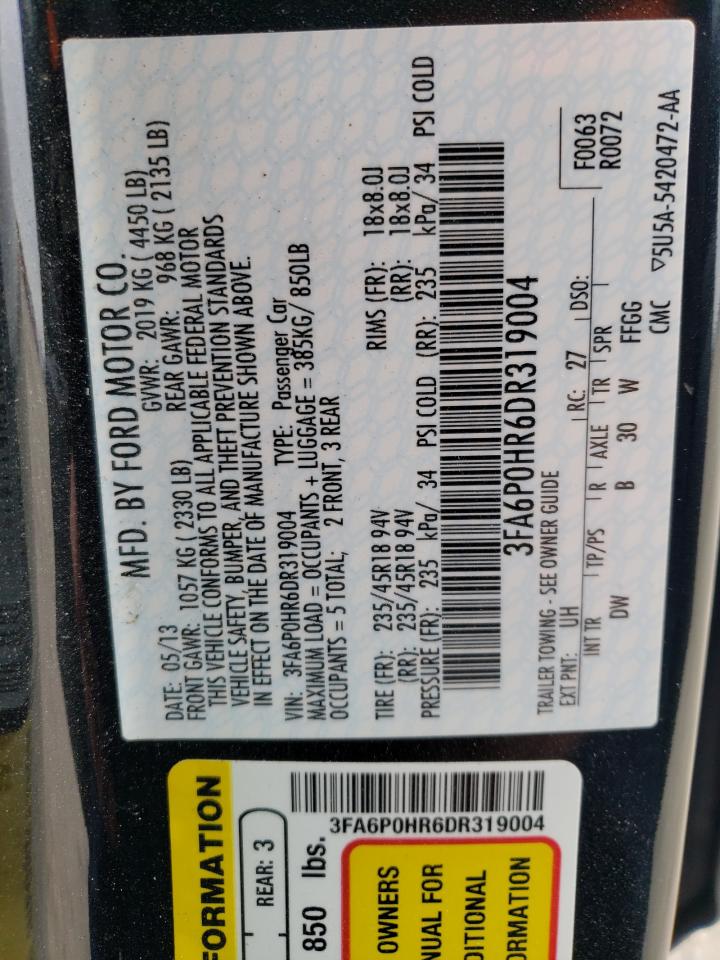 MFD. BY FORD MOTOR CO.
DATE: 05/13 GVWR: 2019 KG ( 4450 LB)
FRONT GAWR: 1057 KG ( 2330 LB) REAR GAWR: 968 KG ( 2135 LB)
THIS VEHICLE CONFORMS TO ALL APPLICABLE FEDERAL MOTOR
VEHICLE SAFETY, BUMPER, AND THEFT PREVENTION STANDARDS
IN EFFECT ON THE DATE OF MANUFACTURE SHOWN ABOVE.
VIN: 3FA6P0HR6DR319004 TYPE: Passenger Car
MAXIMUM LOAD = OCCUPANTS + LUGGAGE = 385KG/ 850LB
OCCUPANTS = 5 TOTAL; 2 FRONT, 3 REAR
TIRE (FR): 235/45R18 94V RIMS (FR): 18x8.0J
(RR): 235/45R18 94V (RR): 18x8.0J
PRESSURE (FR): 235 kPa/ 34 PSI COLD (RR): 235 kPa/ 34 PSI COLD
3FA6P0HR6DR319004
TRAILER TOWING - SEE OWNER GUIDE
EXT PNT: UH RC: 27 DSO: F0063
R0072
INT TR TP/PS R AXLE TR SPR
DW B 30 W FFGG
CMC ▽5U5A-5420472-AA
FORMATION
REAR: 3
850 lbs.
3FA6P0HR6DR319004
OWNERS
NUAL FOR
DITIONAL
ORMATION